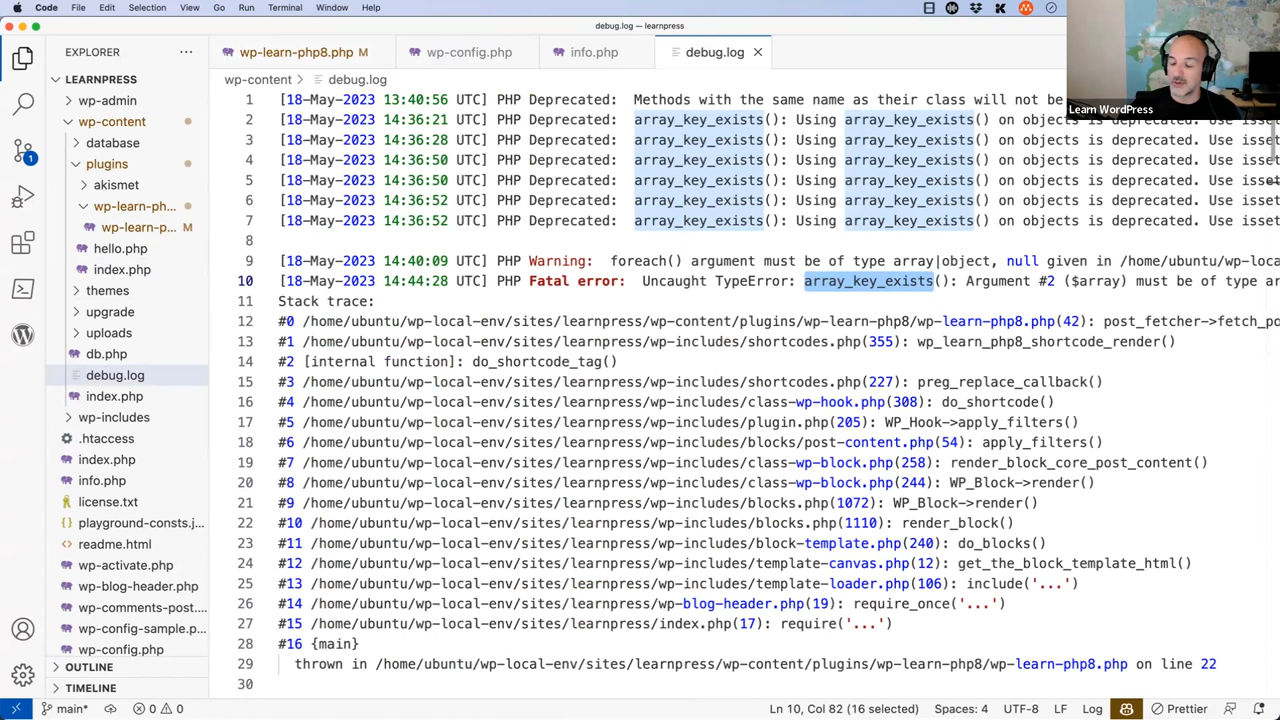 Code File Edit Selection View Go Run Terminal Window Help
debug.log — learnpress
EXPLORER
wp-learn-php8.php M wp-config.php info.php debug.log
LEARNPRESS
wp-content > debug.log
wp-admin
wp-content
database
plugins
akismet
wp-learn-ph...
wp-learn-p... M
hello.php
index.php
themes
upgrade
uploads
db.php
debug.log
index.php
wp-includes
.htaccess
index.php
info.php
license.txt
playground-consts.j...
readme.html
wp-activate.php
wp-blog-header.php
wp-comments-post....
wp-config-sample.p...
wp-config.php
OUTLINE
TIMELINE
1 [18-May-2023 13:40:56 UTC] PHP Deprecated:  Methods with the same name as their class will not be
2 [18-May-2023 14:36:21 UTC] PHP Deprecated:  array_key_exists(): Using array_key_exists() on objects is deprecated. Use isset
3 [18-May-2023 14:36:28 UTC] PHP Deprecated:  array_key_exists(): Using array_key_exists() on objects is deprecated. Use isset
4 [18-May-2023 14:36:50 UTC] PHP Deprecated:  array_key_exists(): Using array_key_exists() on objects is deprecated. Use isset
5 [18-May-2023 14:36:50 UTC] PHP Deprecated:  array_key_exists(): Using array_key_exists() on objects is deprecated. Use isset
6 [18-May-2023 14:36:52 UTC] PHP Deprecated:  array_key_exists(): Using array_key_exists() on objects is deprecated. Use isset
7 [18-May-2023 14:36:52 UTC] PHP Deprecated:  array_key_exists(): Using array_key_exists() on objects is deprecated. Use isset
8
9 [18-May-2023 14:40:09 UTC] PHP Warning:  foreach() argument must be of type array|object, null given in /home/ubuntu/wp-local
10 [18-May-2023 14:44:28 UTC] PHP Fatal error:  Uncaught TypeError: array_key_exists(): Argument #2 ($array) must be of type ar
11 Stack trace:
12 #0 /home/ubuntu/wp-local-env/sites/learnpress/wp-content/plugins/wp-learn-php8/wp-learn-php8.php(42): post_fetcher->fetch_po
13 #1 /home/ubuntu/wp-local-env/sites/learnpress/wp-includes/shortcodes.php(355): wp_learn_php8_shortcode_render()
14 #2 [internal function]: do_shortcode_tag()
15 #3 /home/ubuntu/wp-local-env/sites/learnpress/wp-includes/shortcodes.php(227): preg_replace_callback()
16 #4 /home/ubuntu/wp-local-env/sites/learnpress/wp-includes/class-wp-hook.php(308): do_shortcode()
17 #5 /home/ubuntu/wp-local-env/sites/learnpress/wp-includes/plugin.php(205): WP_Hook->apply_filters()
18 #6 /home/ubuntu/wp-local-env/sites/learnpress/wp-includes/blocks/post-content.php(54): apply_filters()
19 #7 /home/ubuntu/wp-local-env/sites/learnpress/wp-includes/class-wp-block.php(258): render_block_core_post_content()
20 #8 /home/ubuntu/wp-local-env/sites/learnpress/wp-includes/class-wp-block.php(244): WP_Block->render()
21 #9 /home/ubuntu/wp-local-env/sites/learnpress/wp-includes/blocks.php(1072): WP_Block->render()
22 #10 /home/ubuntu/wp-local-env/sites/learnpress/wp-includes/blocks.php(1110): render_block()
23 #11 /home/ubuntu/wp-local-env/sites/learnpress/wp-includes/block-template.php(240): do_blocks()
24 #12 /home/ubuntu/wp-local-env/sites/learnpress/wp-includes/template-canvas.php(12): get_the_block_template_html()
25 #13 /home/ubuntu/wp-local-env/sites/learnpress/wp-includes/template-loader.php(106): include('...')
26 #14 /home/ubuntu/wp-local-env/sites/learnpress/wp-blog-header.php(19): require_once('...')
27 #15 /home/ubuntu/wp-local-env/sites/learnpress/index.php(17): require('...')
28 #16 {main}
29 thrown in /home/ubuntu/wp-local-env/sites/learnpress/wp-content/plugins/wp-learn-php8/wp-learn-php8.php on line 22
30
Learn WordPress
1
main* 0 0 Ln 10, Col 82 (16 selected) Spaces: 4 UTF-8 LF Log Prettier